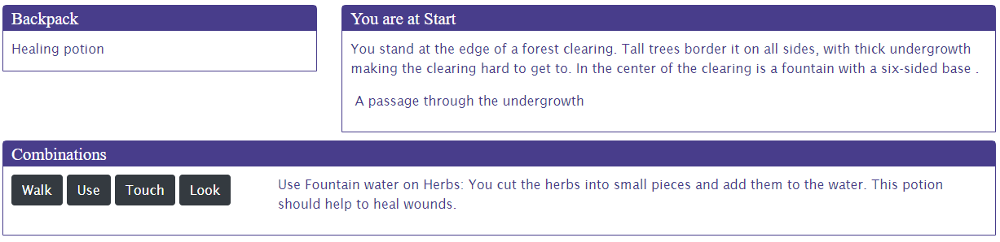 Backpack
Healing potion
You are at Start
You stand at the edge of a forest clearing. Tall trees border it on all sides, with thick undergrowth
making the clearing hard to get to. In the center of the clearing is a fountain with a six-sided base .
A passage through the undergrowth
Combinations
Walk Use Touch Look
Use Fountain water on Herbs: You cut the herbs into small pieces and add them to the water. This potion
should help to heal wounds.